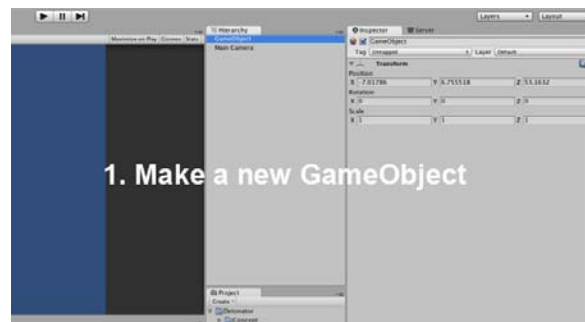 Layers
Layout
Hierarchy
Inspector
Server
Maximize on Play
Gizmos
Stats
GameObject
GameObject
Main Camera
Tag
Untagged
Layer
Default
Transform
Position
X
Y 6.755518
Z 53.1632
Rotation
X 0
Y 0
Z 0
Scale
X 1
Y 1
Z 1
1. Make a new GameObject
Project
Create
Detonator
Concept